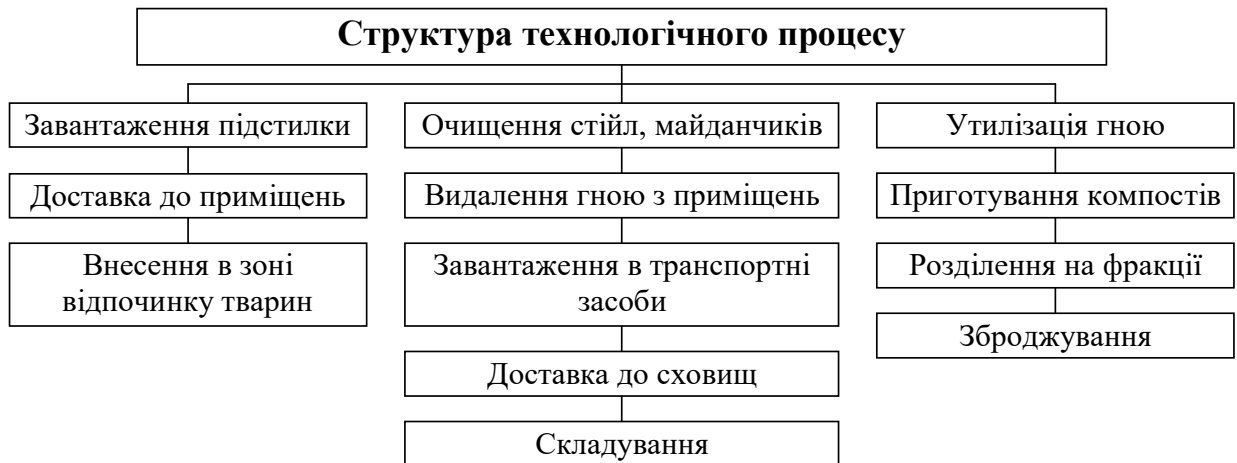 Структура технологічного процесу
Завантаження підстилки
Доставка до приміщень
Внесення в зоні
відпочинку тварин
Очищення стійл, майданчиків
Видалення гною з приміщень
Завантаження в транспортні
засоби
Доставка до сховищ
Складування
Утилізація гною
Приготування компостів
Розділення на фракції
Зброджування